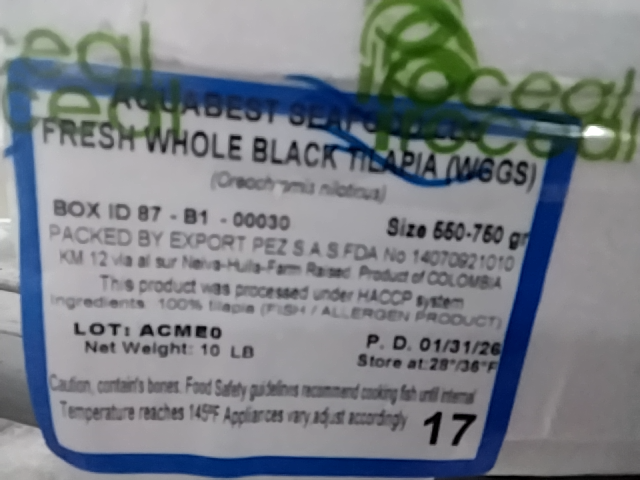 AQUABEST SEAFOOD LLC
FRESH WHOLE BLACK TILAPIA (WGGS)
(Oreochromis niloticus)
BOX ID 87 - B1 - 00030
Size 550-750 gr
PACKED BY EXPORT PEZ S.A.S.FDA No 14070921010
KM 12 via al sur Neiva-Huila-Farm Raised. Product of COLOMBIA
This product was processed under HACCP system
Ingredients: 100% tilapia (FISH / ALLERGEN PRODUCT)
LOT: ACME0
P. D. 01/31/26
Net Weight: 10 LB
Store at:28°/36°F
Caution, contain's bones. Food Safety guidelines recommend cooking fish until internal
Temperature reaches 145ºF Appliances vary,adjust accordingly
17